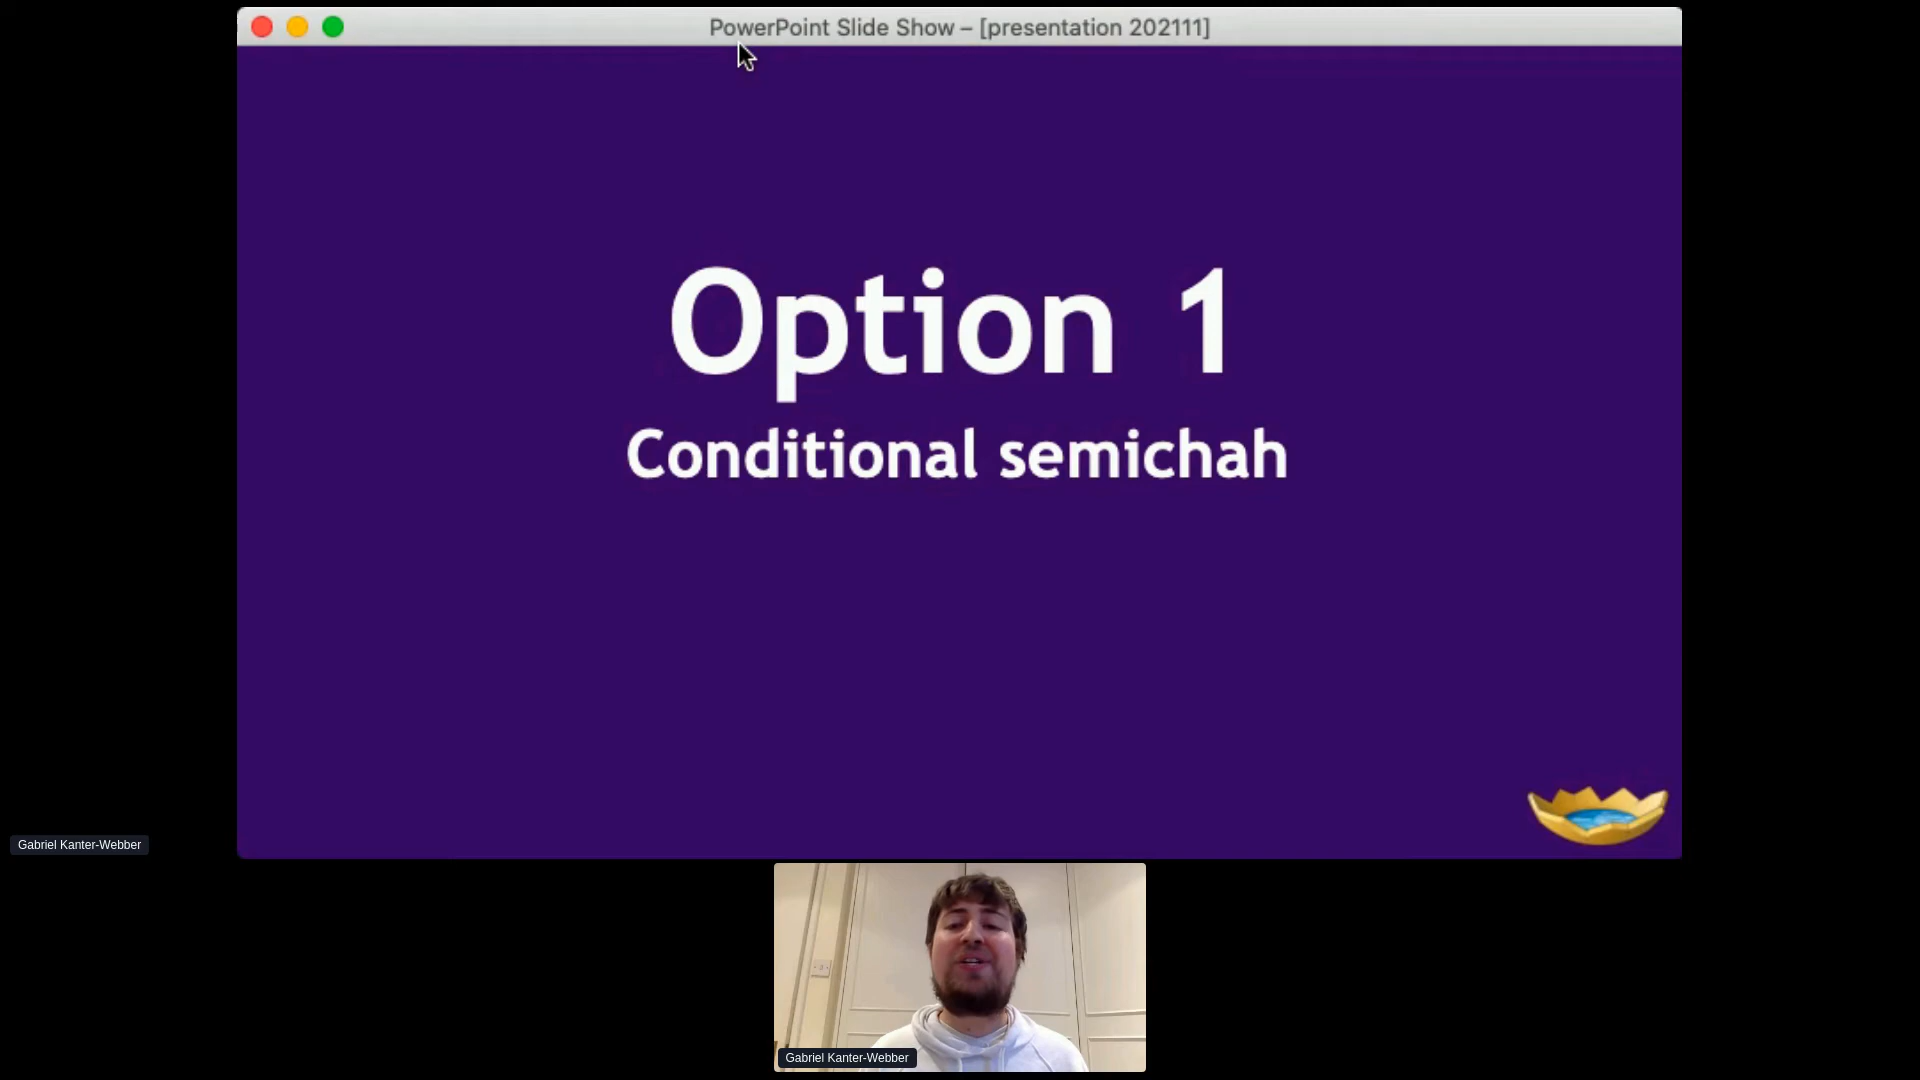 PowerPoint Slide Show – [presentation 202111]
Option 1
Conditional semichah
Gabriel Kanter-Webber
Gabriel Kanter-Webber